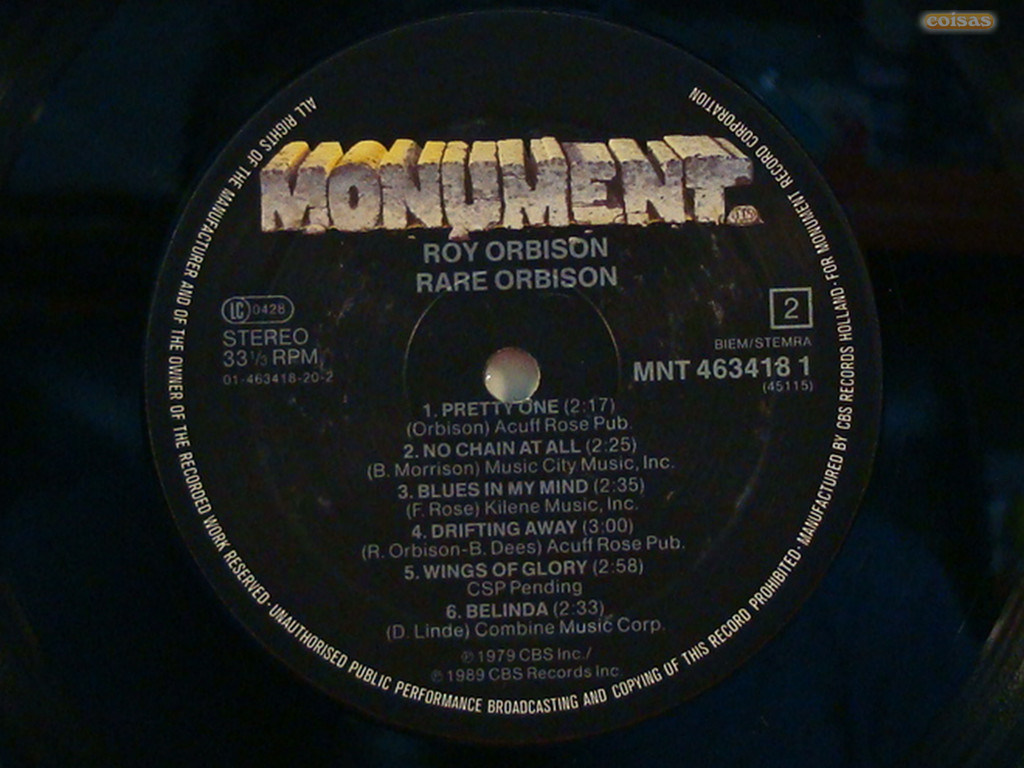 coisas
ALL RIGHTS OF THE MANUFACTURER AND OF THE OWNER OF THE RECORDED WORK RESERVED · UNAUTHORISED PUBLIC PERFORMANCE BROADCASTING AND COPYING OF THIS RECORD PROHIBITED · MANUFACTURED BY CBS RECORDS HOLLAND · FOR MONUMENT RECORD CORPORATION
MONUMENT
ROY ORBISON
RARE ORBISON
LC 0428
STEREO
33⅓ RPM
01-463418-20-2
2
BIEM/STEMRA
MNT 463418 1
(45115)
1. PRETTY ONE (2:17)
(Orbison) Acuff Rose Pub.
2. NO CHAIN AT ALL (2:25)
(B. Morrison) Music City Music, Inc.
3. BLUES IN MY MIND (2:35)
(F. Rose) Kilene Music, Inc.
4. DRIFTING AWAY (3:00)
(R. Orbison-B. Dees) Acuff Rose Pub.
5. WINGS OF GLORY (2:58)
CSP Pending
6. BELINDA (2:33)
(D. Linde) Combine Music Corp.
℗ 1979 CBS Inc./
℗ 1989 CBS Records Inc.